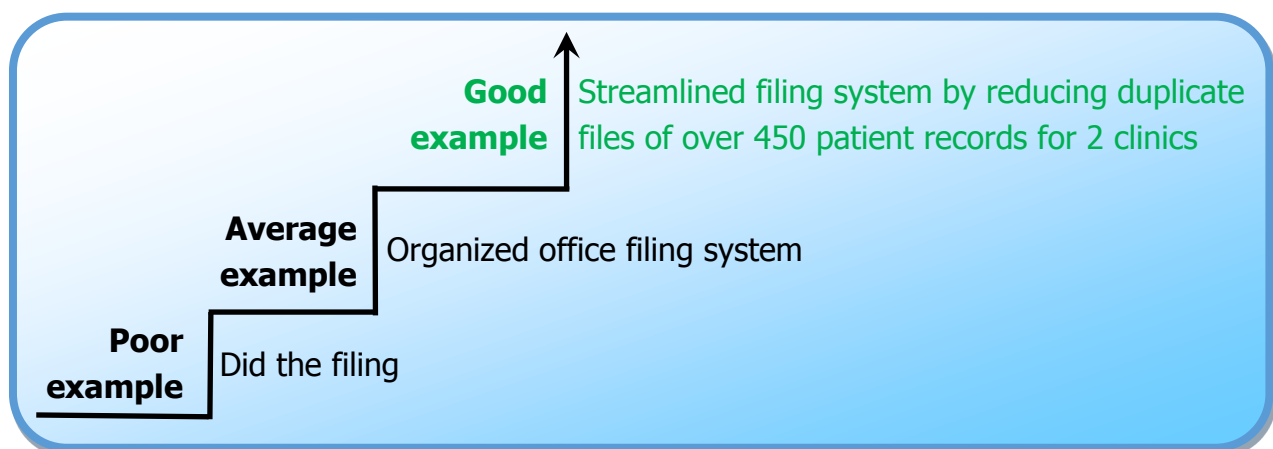 Good example
Streamlined filing system by reducing duplicate
files of over 450 patient records for 2 clinics
Average example
Organized office filing system
Poor example
Did the filing